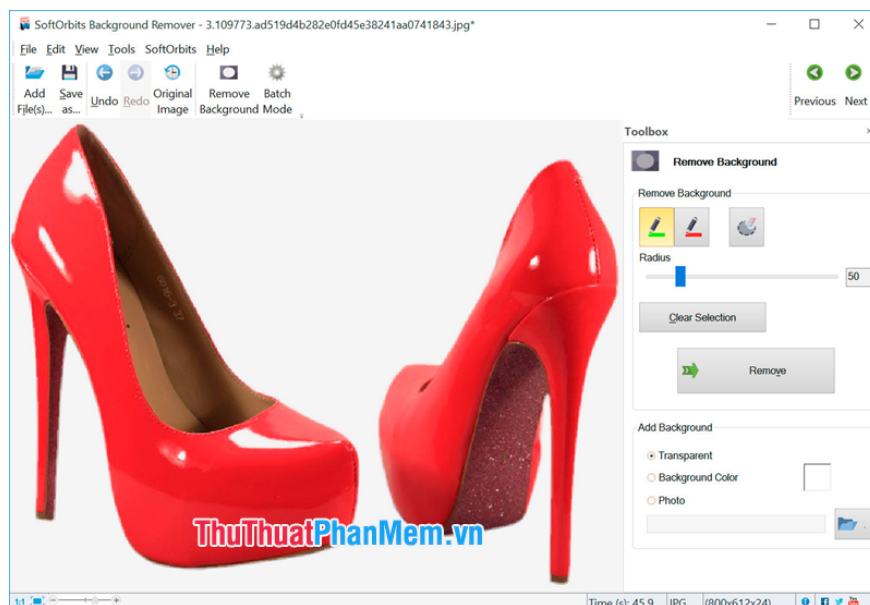 SoftOrbits Background Remover - 3.109773.ad519d4b282e0fd45e38241aa0741843.jpg*
File Edit View Tools SoftOrbits Help
Add File(s)...
Save as...
Undo
Redo
Original Image
Remove Background
Batch Mode
Previous
Next
Toolbox
Remove Background
Remove Background
Radius
50
Clear Selection
Remove
Add Background
Transparent
Background Color
Photo
ThuThuatPhanMem.vn
1:1
Time (s): 45.9 JPG (800x612x24)